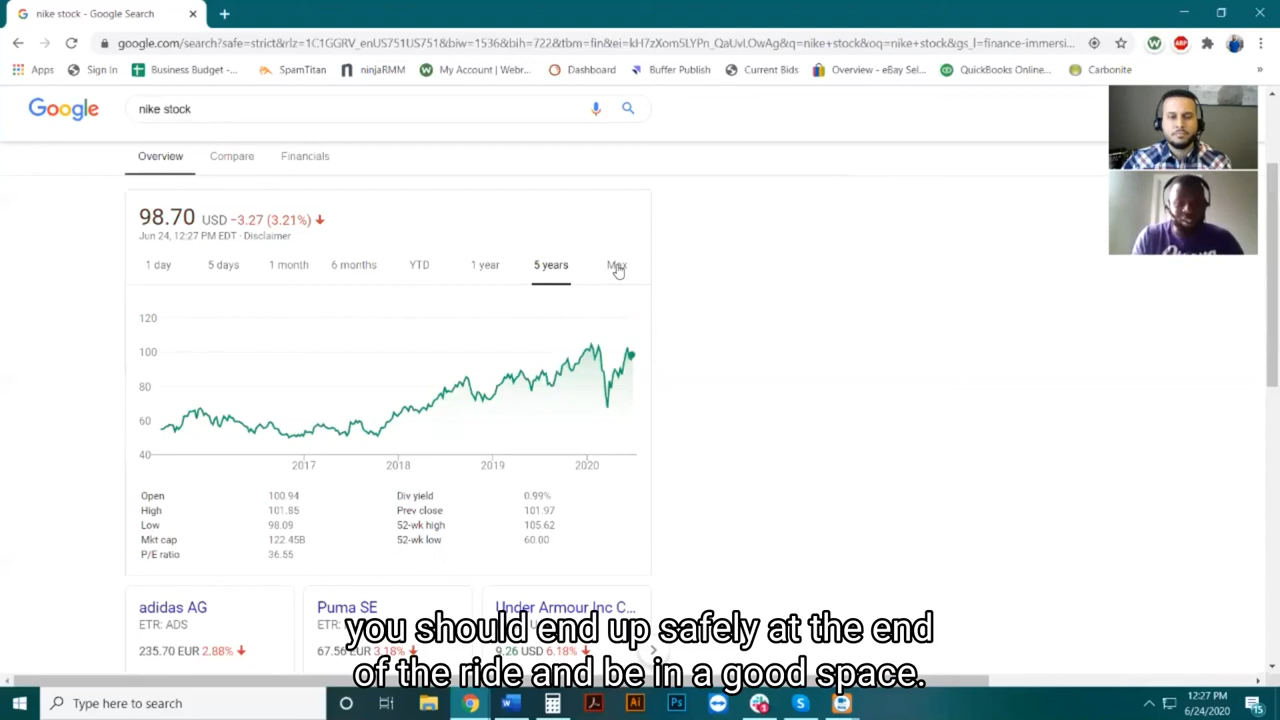 nike stock - Google Search
google.com/search?safe=strict&rlz=1C1GGRV_enUS751US751&biw=1536&bih=722&tbm=fin&ei=kH7zXom5LYPn_QaUvLOwAg&q=nike+stock&oq=nike+stock&gs_l=finance-immersi...
Apps Sign In Business Budget -... SpamTitan ninjaRMM My Account | Webr... Dashboard Buffer Publish Current Bids Overview - eBay Sel... QuickBooks Online... Carbonite »
Google nike stock
Overview Compare Financials
98.70 USD −3.27 (3.21%) ↓
Jun 24, 12:27 PM EDT · Disclaimer
1 day 5 days 1 month 6 months YTD 1 year 5 years Max
120
100
80
60
40
2017 2018 2019 2020
Open 100.94 Div yield 0.99%
High 101.85 Prev close 101.97
Low 98.09 52-wk high 105.62
Mkt cap 122.45B 52-wk low 60.00
P/E ratio 36.55
adidas AG Puma SE Under Armour Inc C...
ETR: ADS ETR:
235.70 EUR 2.88% ↓ 67.56 EUR 3.18% ↓ 9.26 USD 6.18% ↓
you should end up safely at the end
of the ride and be in a good space.
Type here to search
12:27 PM
6/24/2020
15